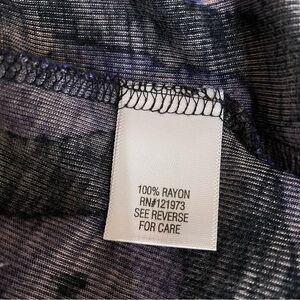 100% RAYON
RN#121973
SEE REVERSE
FOR CARE